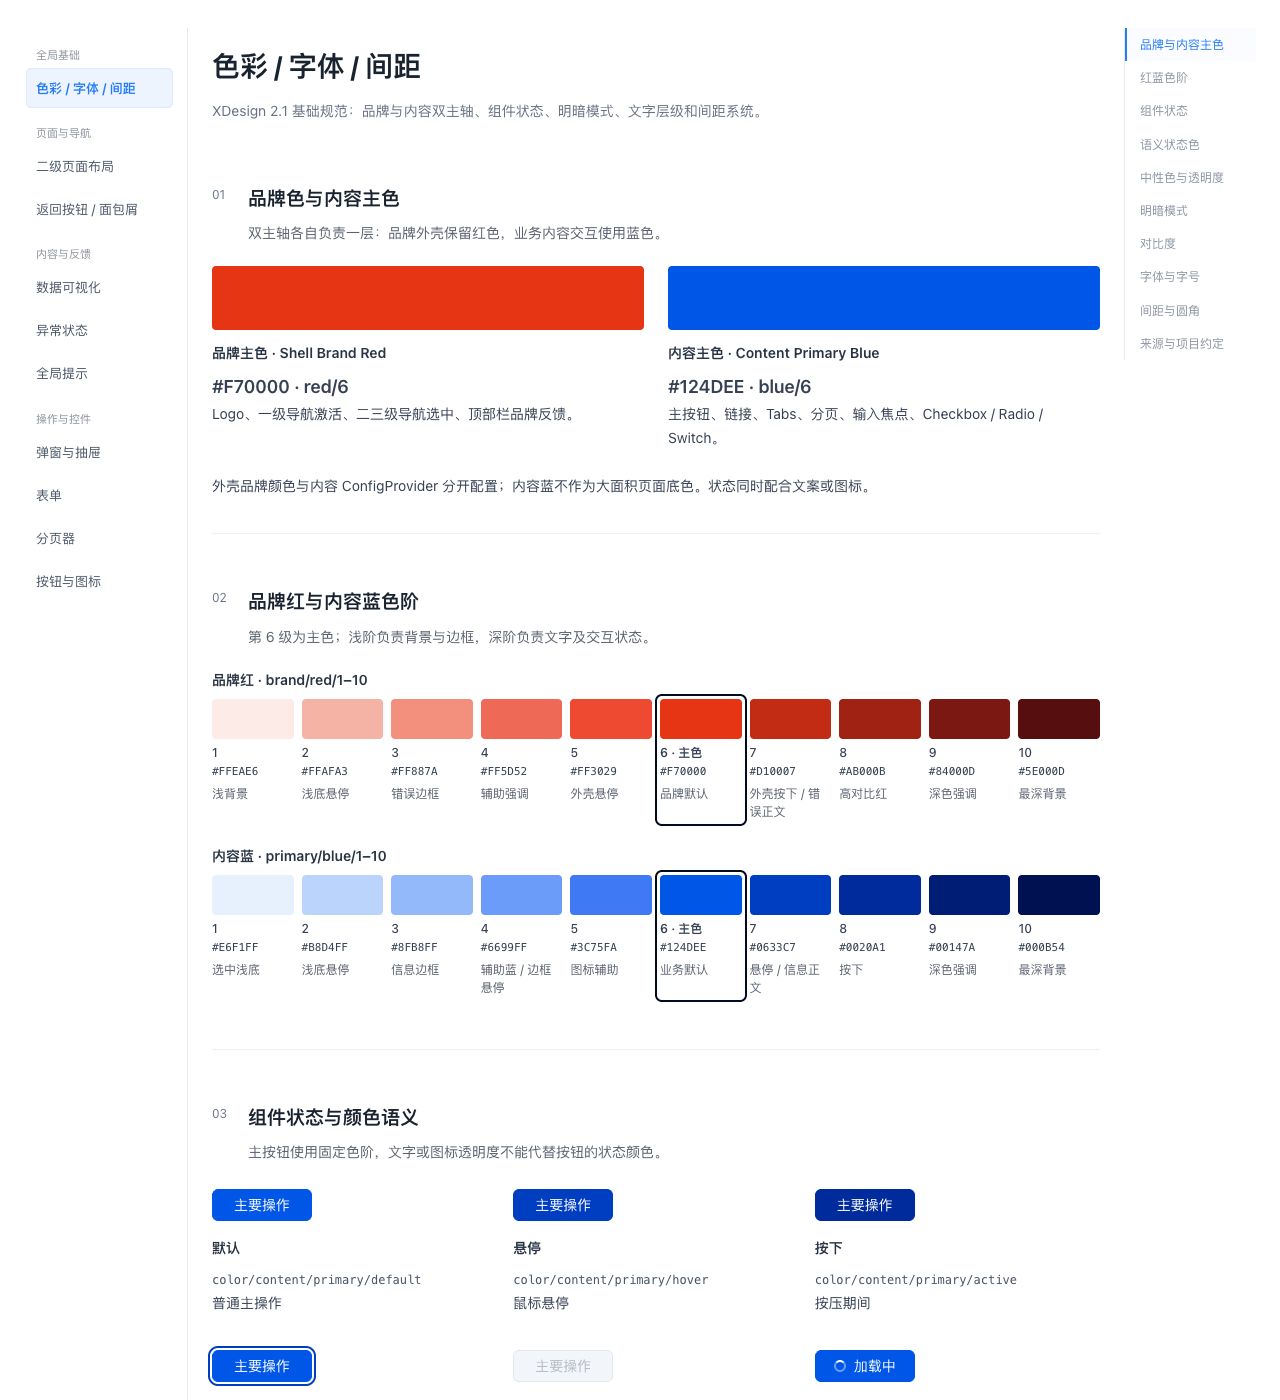 全局基础
色彩 / 字体 / 间距
页面与导航
二级页面布局
返回按钮 / 面包屑
内容与反馈
数据可视化
异常状态
全局提示
操作与控件
弹窗与抽屉
表单
分页器
按钮与图标
色彩 / 字体 / 间距
XDesign 2.1 基础规范：品牌与内容双主轴、组件状态、明暗模式、文字层级和间距系统。
01 品牌色与内容主色
双主轴各自负责一层：品牌外壳保留红色，业务内容交互使用蓝色。
品牌主色 · Shell Brand Red
#F70000 · red/6
Logo、一级导航激活、二三级导航选中、顶部栏品牌反馈。
内容主色 · Content Primary Blue
#124DEE · blue/6
主按钮、链接、Tabs、分页、输入焦点、Checkbox / Radio /
Switch。
外壳品牌颜色与内容 ConfigProvider 分开配置；内容蓝不作为大面积页面底色。状态同时配合文案或图标。
02 品牌红与内容蓝色阶
第 6 级为主色；浅阶负责背景与边框，深阶负责文字及交互状态。
品牌红 · brand/red/1–10
1
#FFEAE6
浅背景
2
#FFAFA3
浅底悬停
3
#FF887A
错误边框
4
#FF5D52
辅助强调
5
#FF3029
外壳悬停
6 · 主色
#F70000
品牌默认
7
#D10007
外壳按下 / 错
误正文
8
#AB000B
高对比红
9
#84000D
深色强调
10
#5E000D
最深背景
内容蓝 · primary/blue/1–10
1
#E6F1FF
选中浅底
2
#B8D4FF
浅底悬停
3
#8FB8FF
信息边框
4
#6699FF
辅助蓝 / 边框
悬停
5
#3C75FA
图标辅助
6 · 主色
#124DEE
业务默认
7
#0633C7
悬停 / 信息正
文
8
#0020A1
按下
9
#00147A
深色强调
10
#000B54
最深背景
03 组件状态与颜色语义
主按钮使用固定色阶，文字或图标透明度不能代替按钮的状态颜色。
主要操作
默认
color/content/primary/default
普通主操作
主要操作
悬停
color/content/primary/hover
鼠标悬停
主要操作
按下
color/content/primary/active
按压期间
主要操作
主要操作
加载中
品牌与内容主色
红蓝色阶
组件状态
语义状态色
中性色与透明度
明暗模式
对比度
字体与字号
间距与圆角
来源与项目约定